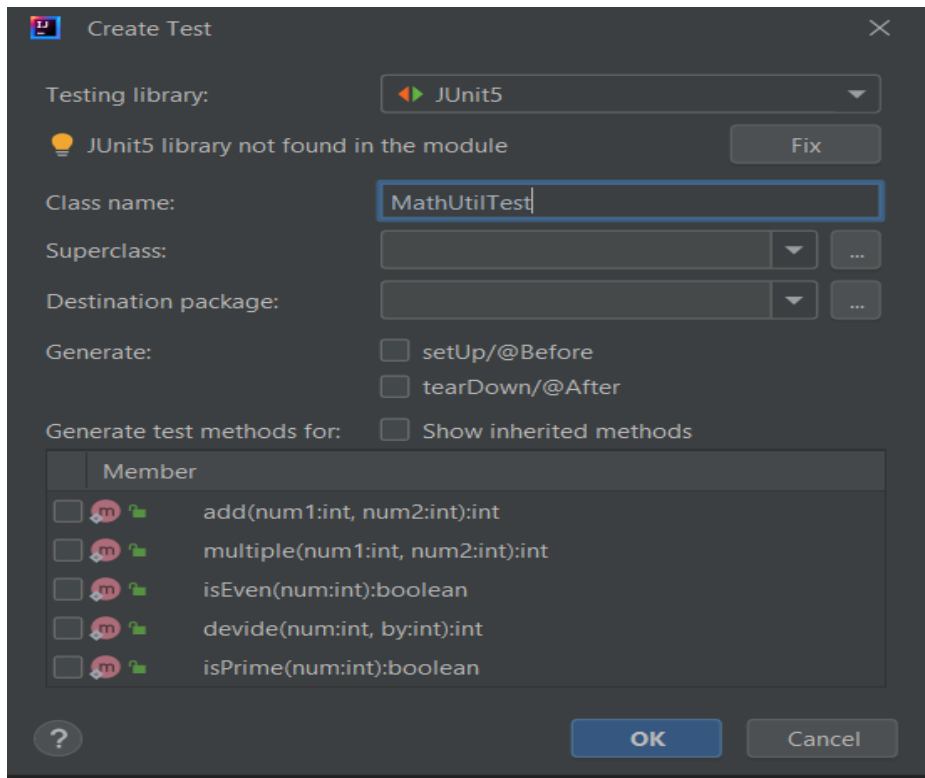 Create Test
Testing library: JUnit5
JUnit5 library not found in the module Fix
Class name: MathUtilTest
Superclass: ...
Destination package: ...
Generate: setUp/@Before
tearDown/@After
Generate test methods for: Show inherited methods
Member
m add(num1:int, num2:int):int
m multiple(num1:int, num2:int):int
m isEven(num:int):boolean
m devide(num:int, by:int):int
m isPrime(num:int):boolean
? OK Cancel